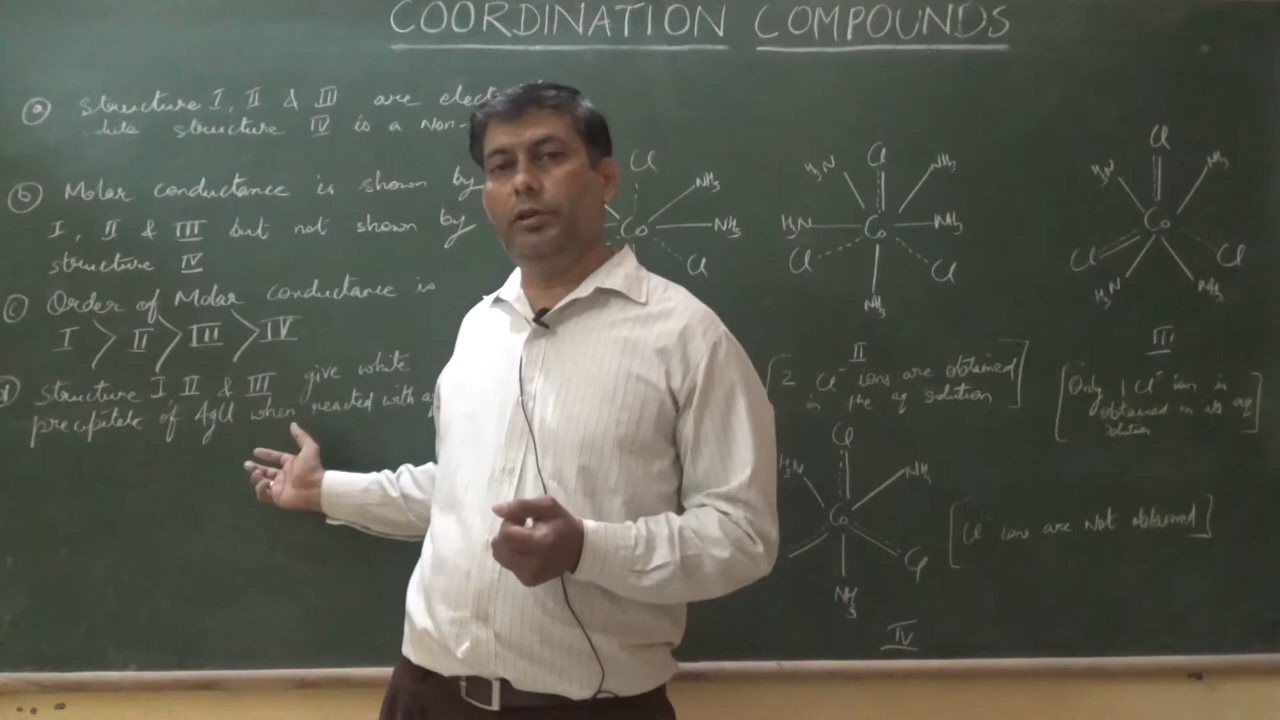 COORDINATION COMPOUNDS
a Structure I, II & III are elect
structure IV is a Non-
b Molar conductance is shown by
I, II & III but not shown by
structure IV
c Order of Molar conductance is
I > II > III > IV
d structure I II & III give white
precipitate of AgCl when reacted with
Cl
NH3
Co
NH3
Cl
Cl
H3N
NH3
H3N
Co
NH3
Cl
Cl
NH3
II
[2 Cl⁻ ions are obtained
in the aq solution]
Cl
H3N
NH3
Co
Cl
Cl
H3N
NH3
III
[Only 1 Cl⁻ ion is
obtained in its aq
solution]
Cl
H3N
NH3
Co
Cl
NH3
IV
[Cl ions are Not obtained]